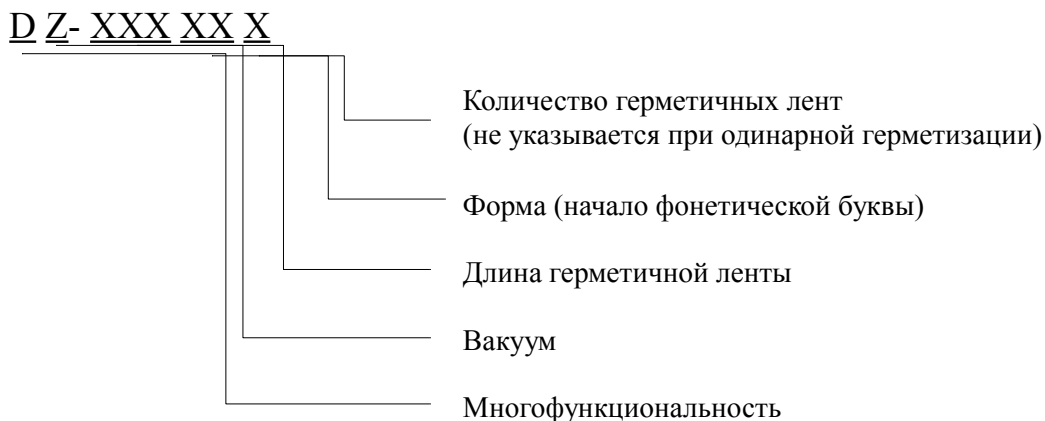 D Z- XXX XX X
Количество герметичных лент
(не указывается при одинарной герметизации)
Форма (начало фонетической буквы)
Длина герметичной ленты
Вакуум
Многофункциональность